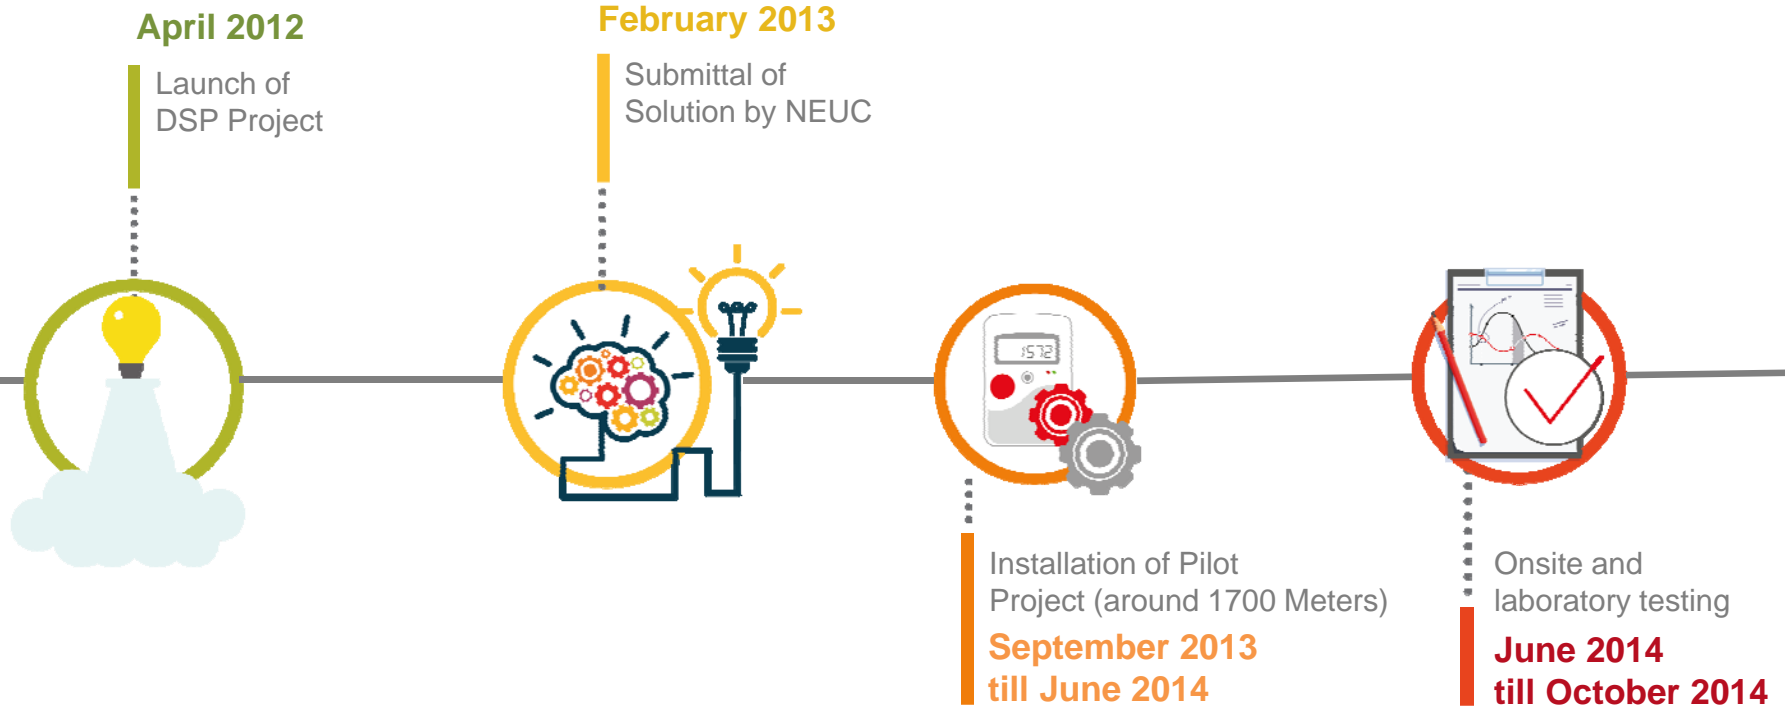 April 2012
Launch of
DSP Project
February 2013
Submittal of
Solution by NEUC
1572
Installation of Pilot
Project (around 1700 Meters)
September 2013
till June 2014
Onsite and
laboratory testing
June 2014
till October 2014